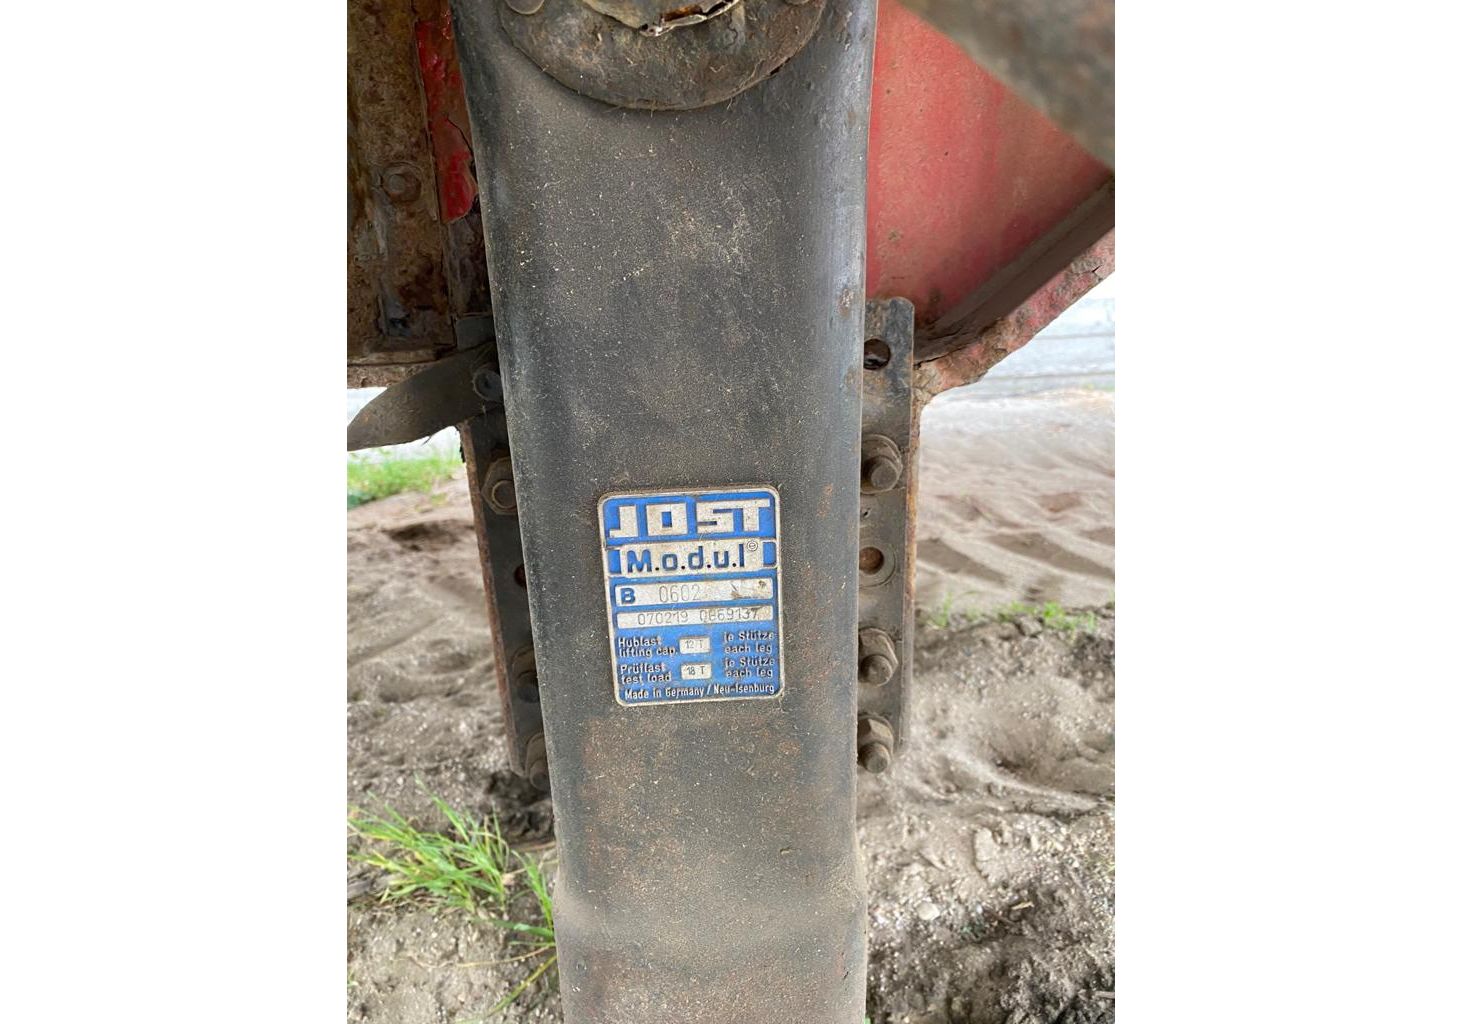 JOST
M.o.d.u.l®
B 0602
070219 0669137
Hublast 12 T je Stütze
lifting cap. each leg
Prüflast 18 T je Stütze
test load each leg
Made in Germany / Neu-Isenburg